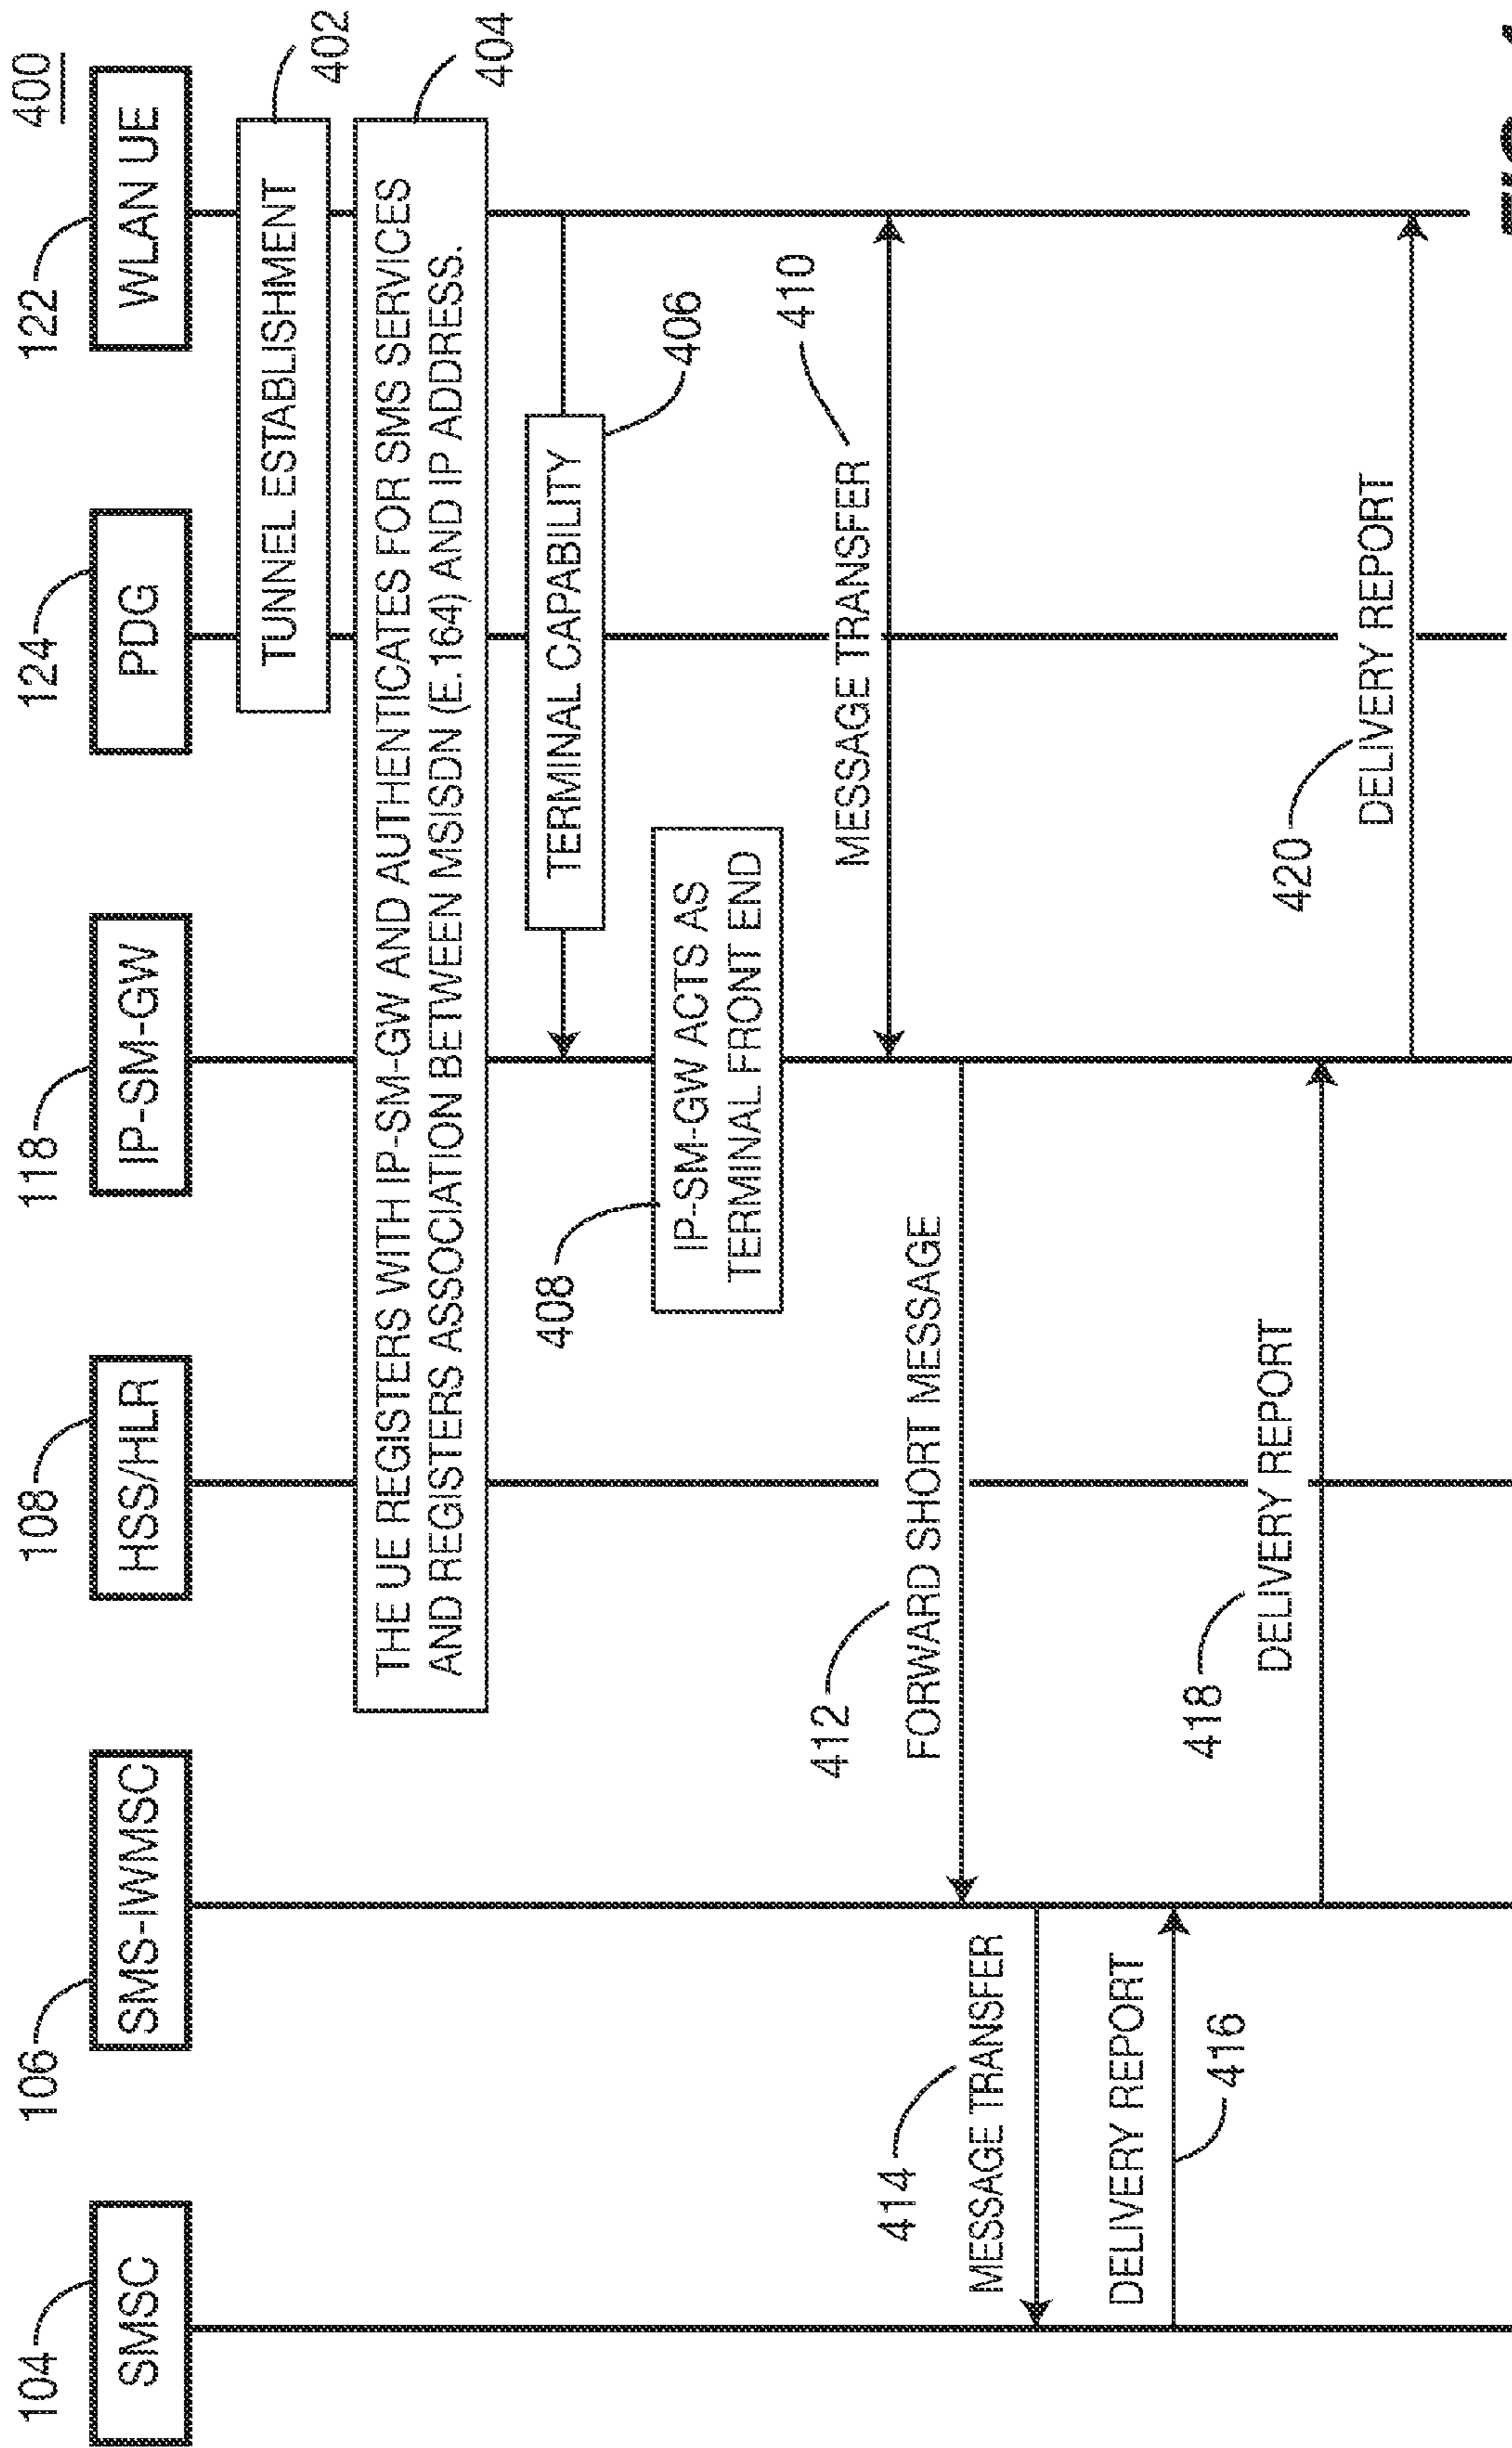 400
104
106
108
118
124
122
SMSC
SMS-IWMSC
HSS/HLR
IP-SM-GW
PDG
WLAN UE
TUNNEL ESTABLISHMENT
402
THE UE REGISTERS WITH IP-SM-GW AND AUTHENTICATES FOR SMS SERVICES
AND REGISTERS ASSOCIATION BETWEEN MSISDN (E.164) AND IP ADDRESS.
404
TERMINAL CAPABILITY
406
408
IP-SM-GW ACTS AS
TERMINAL FRONT END
410
MESSAGE TRANSFER
412
FORWARD SHORT MESSAGE
414
MESSAGE TRANSFER
DELIVERY REPORT
416
418
DELIVERY REPORT
420
DELIVERY REPORT